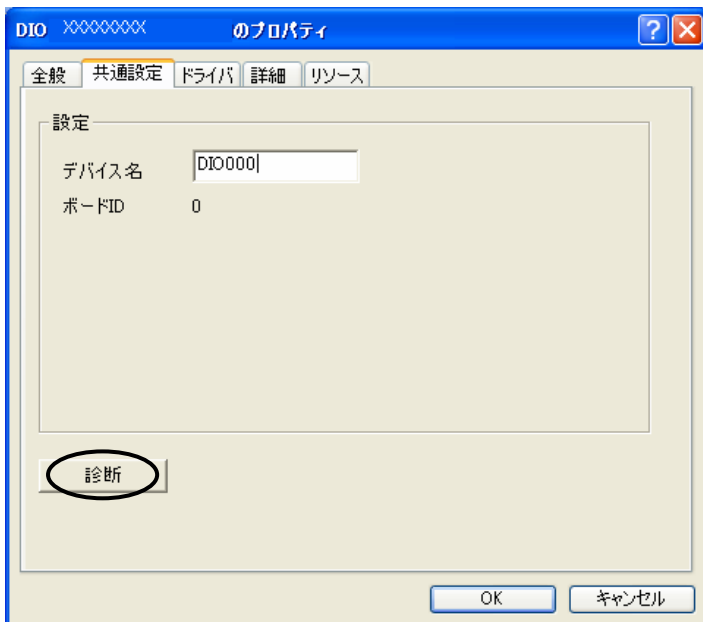 DIO XXXXXXXX のプロパティ
全般 共通設定 ドライバ 詳細 リソース
設定
デバイス名 DIO000
ボードID 0
診断
OK キャンセル